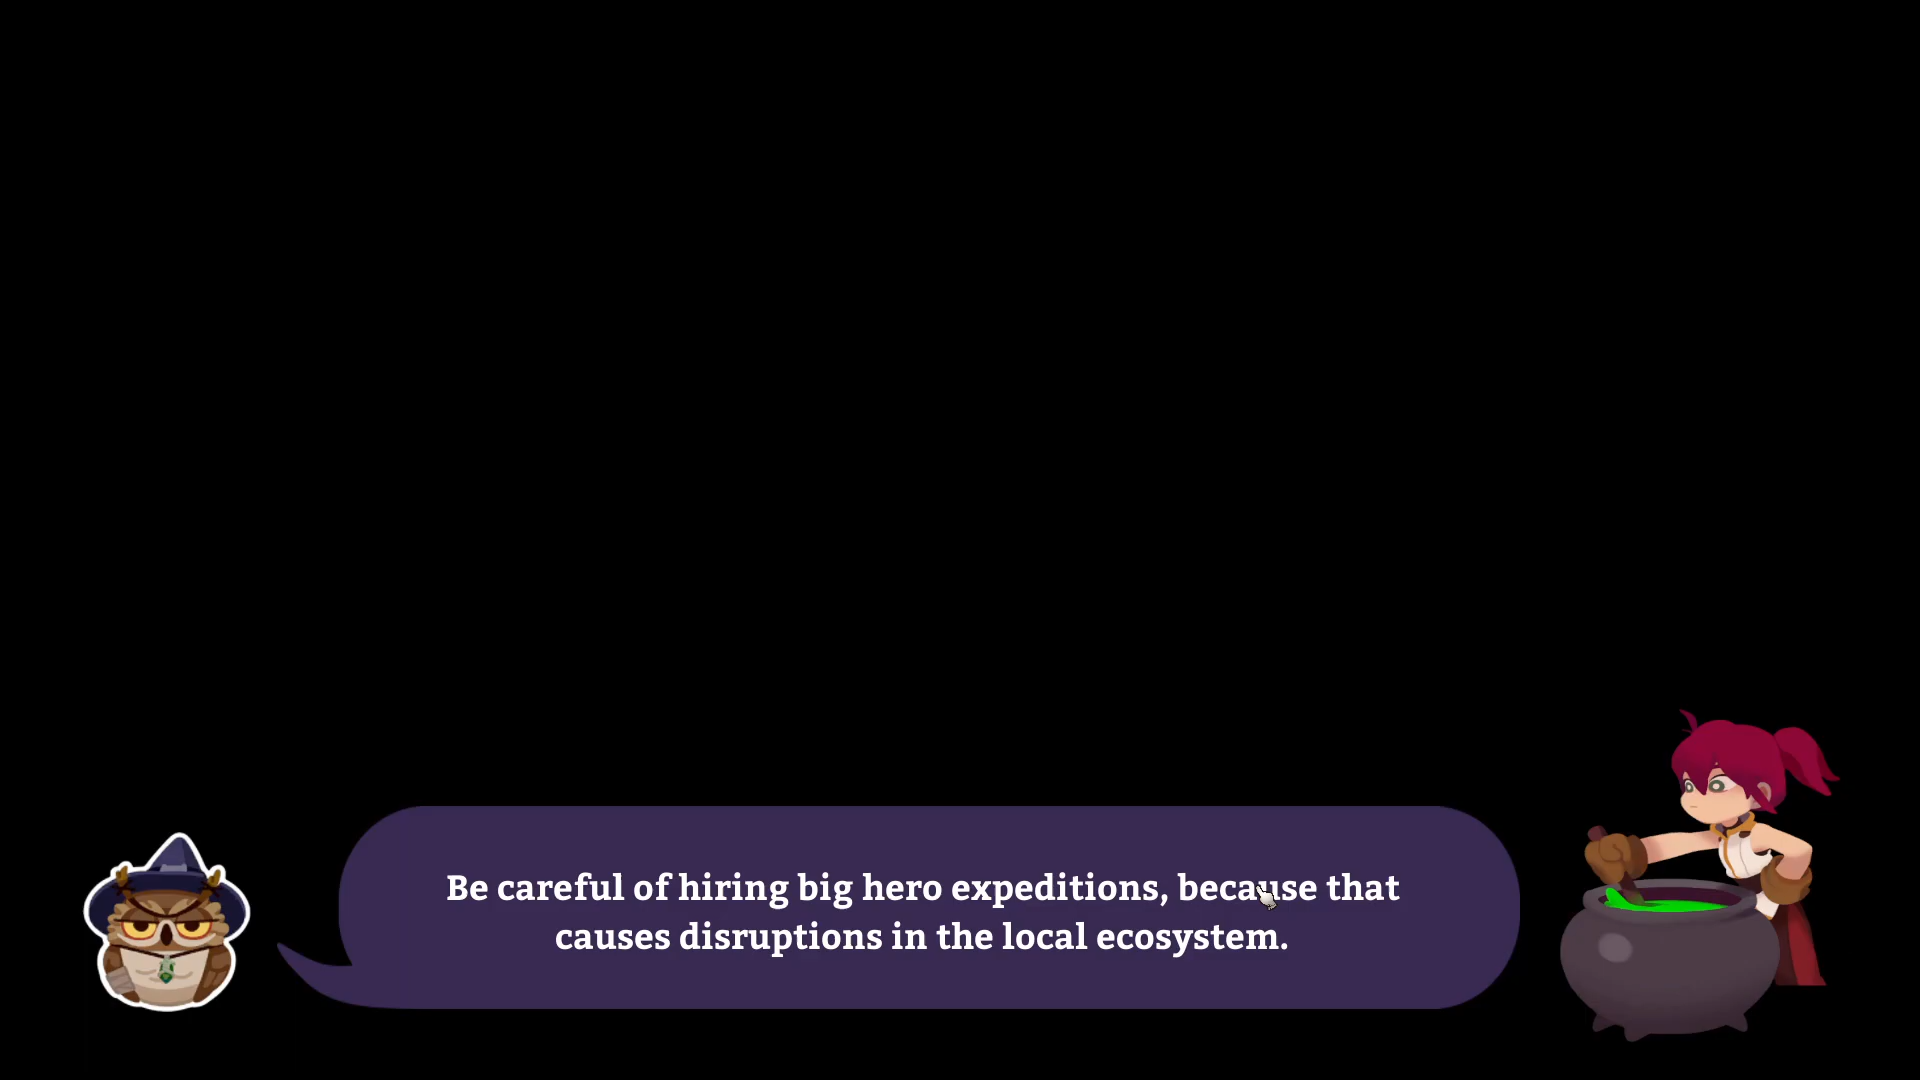 Be careful of hiring big hero expeditions, because that
causes disruptions in the local ecosystem.